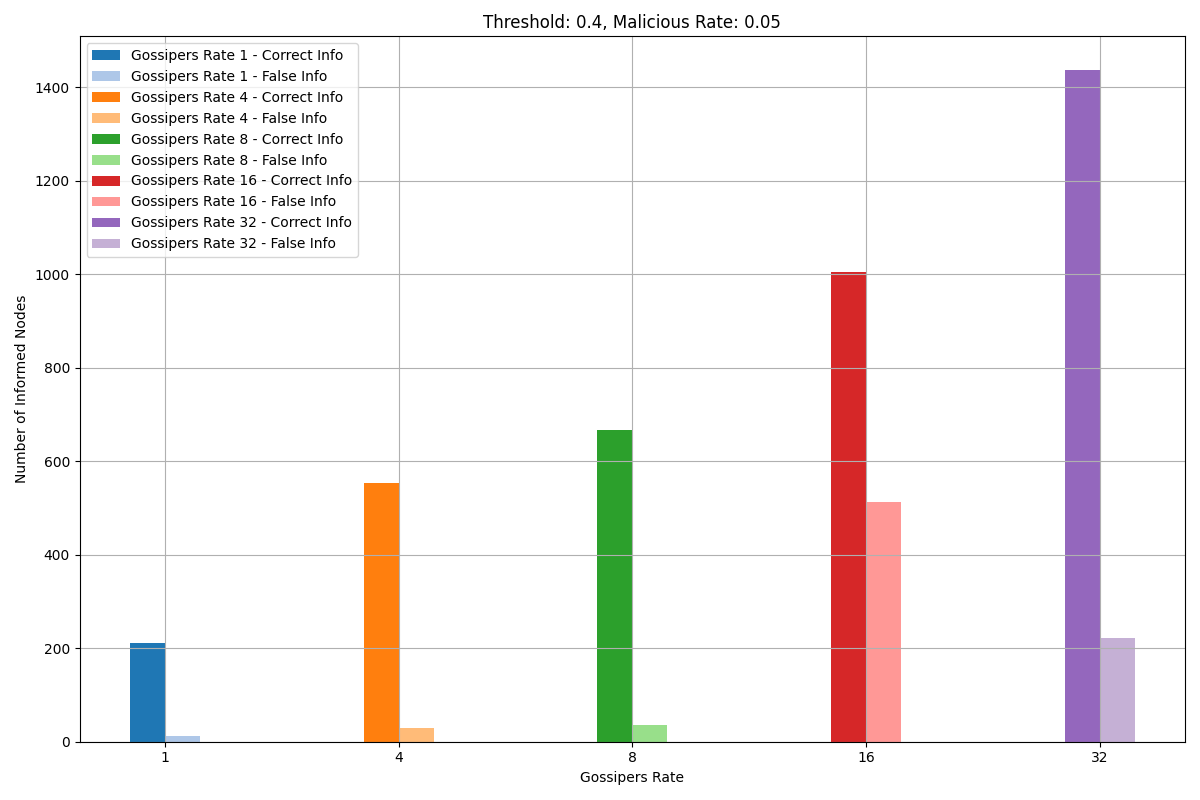 Threshold: 0.4, Malicious Rate: 0.05
Gossipers Rate 1 - Correct Info
Gossipers Rate 1 - False Info
Gossipers Rate 4 - Correct Info
Gossipers Rate 4 - False Info
Gossipers Rate 8 - Correct Info
Gossipers Rate 8 - False Info
Gossipers Rate 16 - Correct Info
Gossipers Rate 16 - False Info
Gossipers Rate 32 - Correct Info
Gossipers Rate 32 - False Info
Number of Informed Nodes
1400
1200
1000
800
600
400
200
0
1 4 8 16 32
Gossipers Rate